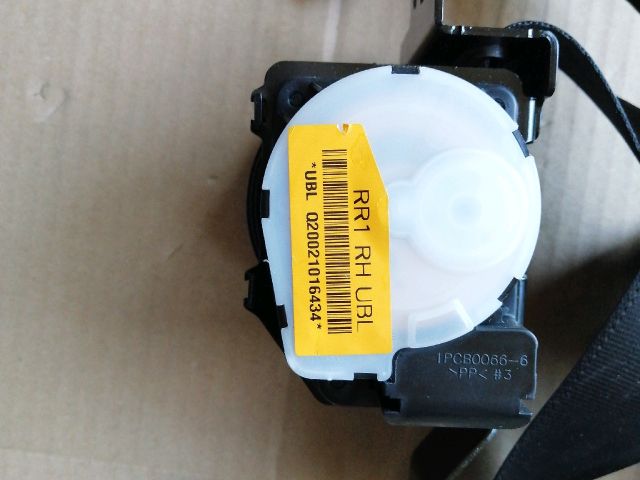 RR1 RH UBL
*UBL Q20021016434*
1PCB0066-6
>PP< #3